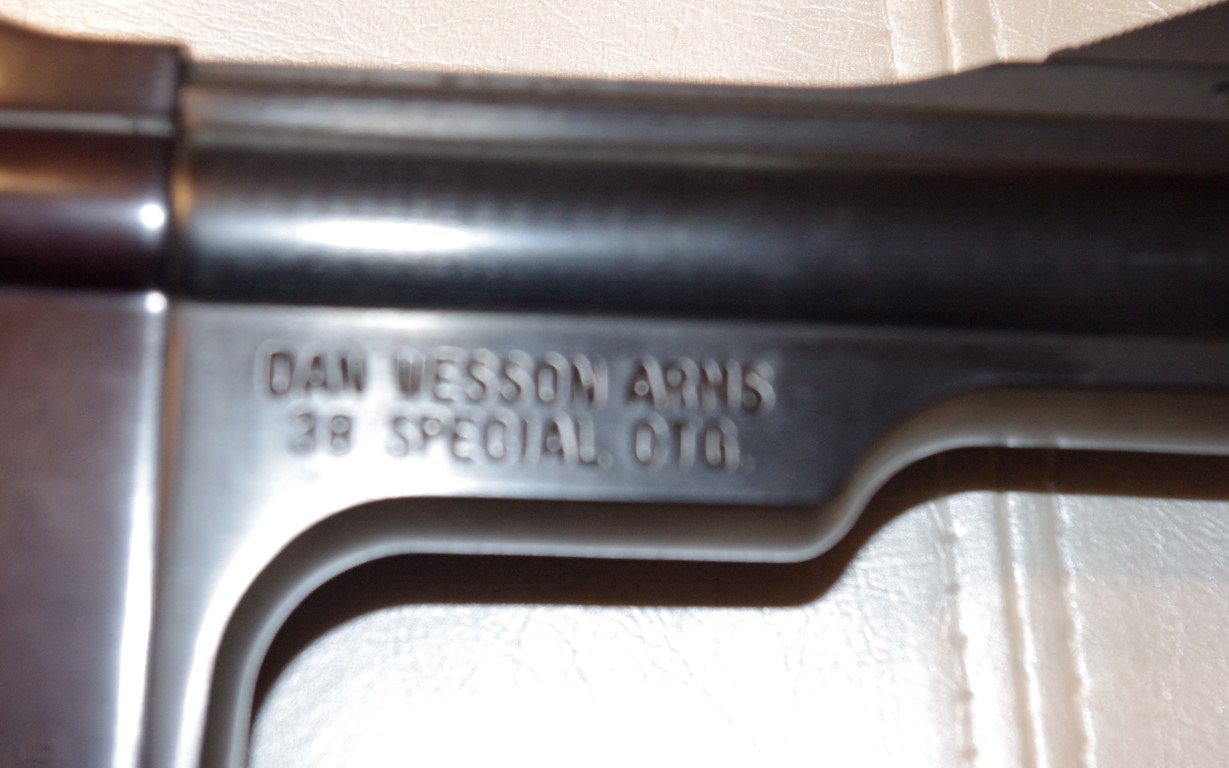 DAN WESSON ARMS
38 SPECIAL CTG.